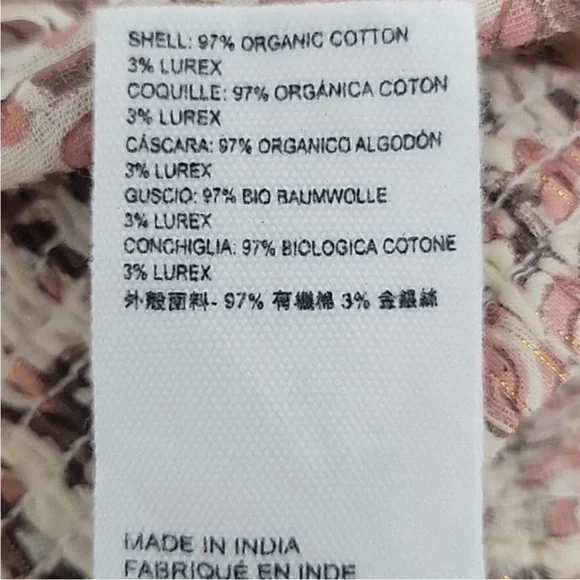 SHELL: 97% ORGANIC COTTON
3% LUREX
COQUILLE: 97% ORGÁNICA COTON
3% LUREX
CÁSCARA: 97% ORGANICO ALGODÓN
3% LUREX
GUSCIO: 97% BIO BAUMWOLLE
3% LUREX
CONCHIGLIA: 97% BIOLOGICA COTONE
3% LUREX
外殼面料- 97% 有機棉 3% 金銀絲
MADE IN INDIA
FABRIQUÉ EN INDE